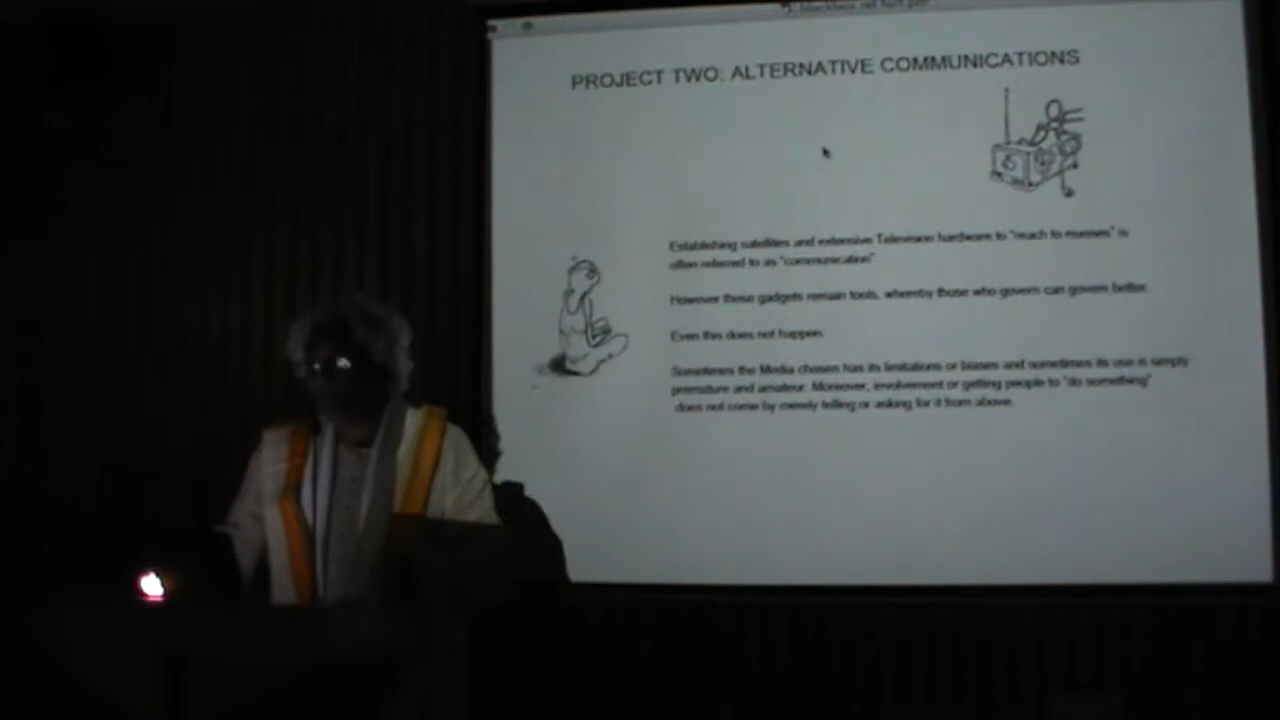 PROJECT TWO: ALTERNATIVE COMMUNICATIONS
Establishing satellites and extensive Television hardware to "reach to masses" is
often referred to as "communication"
However these gadgets remain tools, whereby those who govern can govern better.
Even this does not happen.
Sometimes the Media chosen has its limitations or biases and sometimes its use is simply
premature and amateur. Moreover, involvement or getting people to "do something"
does not come by merely telling or asking for it from above.